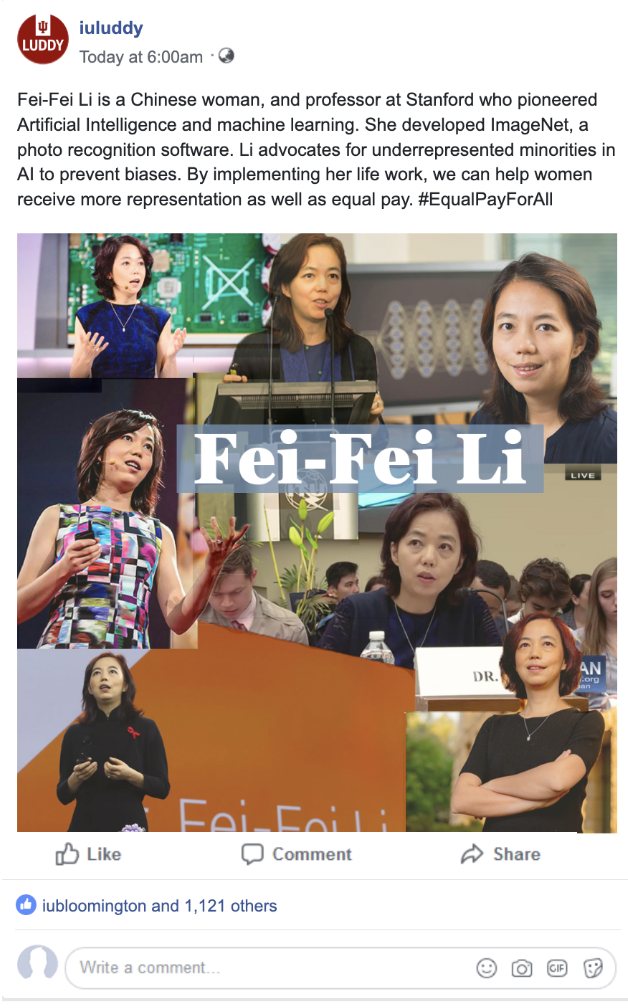 LUDDY
iuluddy
Today at 6:00am ·
Fei-Fei Li is a Chinese woman, and professor at Stanford who pioneered
Artificial Intelligence and machine learning. She developed ImageNet, a
photo recognition software. Li advocates for underrepresented minorities in
AI to prevent biases. By implementing her life work, we can help women
receive more representation as well as equal pay. #EqualPayForAll
Fei-Fei Li
LIVE
DR.
AN
.org
Fei-Fei Li
Like
Comment
Share
iubloomington and 1,121 others
Write a comment...
GIF